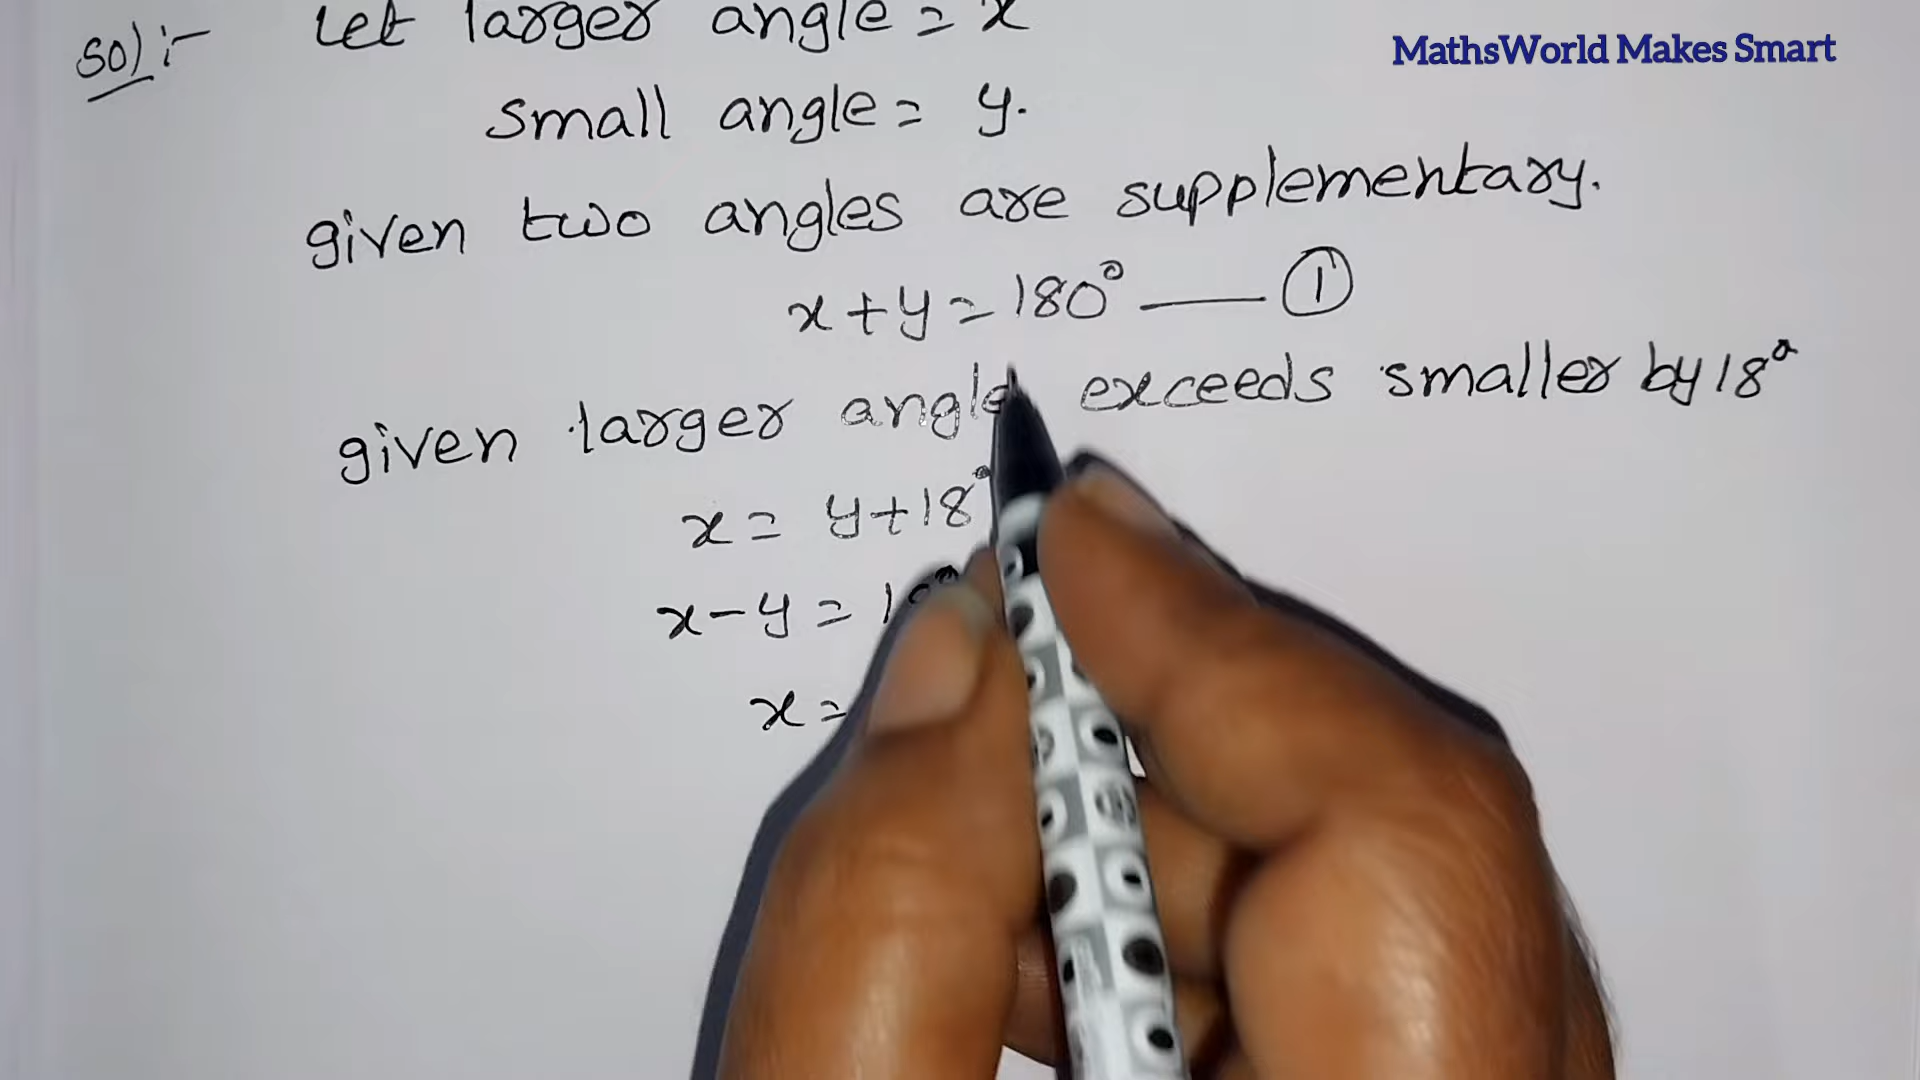 Sol:- Let larger angle = x
MathsWorld Makes Smart
small angle = y.
given two angles are supplementary.
x + y = 180° —— ①
given larger angle exceeds smaller by 18°
x = y + 18°
x - y =
x =